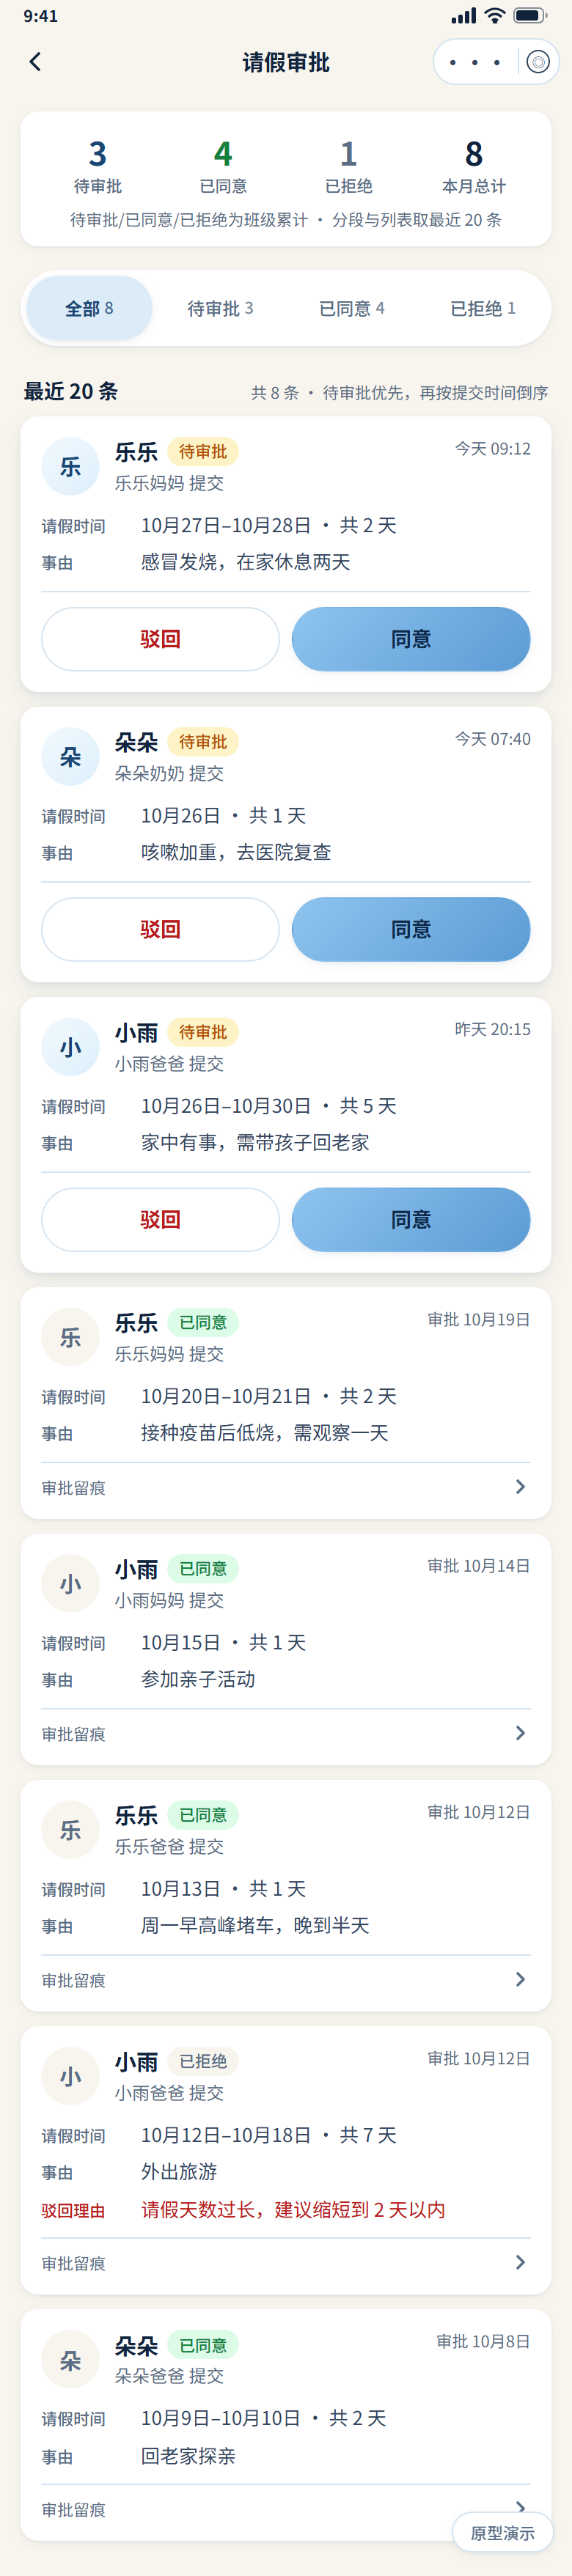 9:41
请假审批
3 4 1 8
待审批 已同意 已拒绝 本月总计
待审批/已同意/已拒绝为班级累计 · 分段与列表取最近 20 条
全部 8 待审批 3 已同意 4 已拒绝 1
最近 20 条 共 8 条 · 待审批优先，再按提交时间倒序
乐 乐乐 待审批 今天 09:12
乐乐妈妈 提交
请假时间 10月27日–10月28日 · 共 2 天
事由 感冒发烧，在家休息两天
驳回 同意
朵 朵朵 待审批 今天 07:40
朵朵奶奶 提交
请假时间 10月26日 · 共 1 天
事由 咳嗽加重，去医院复查
驳回 同意
小 小雨 待审批 昨天 20:15
小雨爸爸 提交
请假时间 10月26日–10月30日 · 共 5 天
事由 家中有事，需带孩子回老家
驳回 同意
乐 乐乐 已同意 审批 10月19日
乐乐妈妈 提交
请假时间 10月20日–10月21日 · 共 2 天
事由 接种疫苗后低烧，需观察一天
审批留痕
小 小雨 已同意 审批 10月14日
小雨妈妈 提交
请假时间 10月15日 · 共 1 天
事由 参加亲子活动
审批留痕
乐 乐乐 已同意 审批 10月12日
乐乐爸爸 提交
请假时间 10月13日 · 共 1 天
事由 周一早高峰堵车，晚到半天
审批留痕
小 小雨 已拒绝 审批 10月12日
小雨爸爸 提交
请假时间 10月12日–10月18日 · 共 7 天
事由 外出旅游
驳回理由 请假天数过长，建议缩短到 2 天以内
审批留痕
朵 朵朵 已同意 审批 10月8日
朵朵爸爸 提交
请假时间 10月9日–10月10日 · 共 2 天
事由 回老家探亲
审批留痕
原型演示